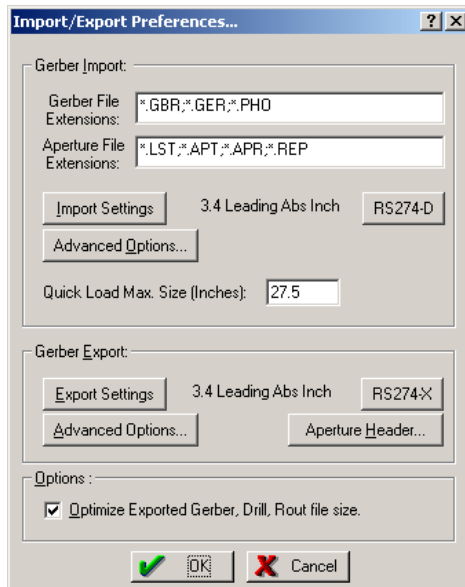 Import/Export Preferences...
Gerber Import:
Gerber File Extensions: *.GBR;*.GER;*.PHO
Aperture File Extensions: *.LST;*.APT;*.APR;*.REP
Import Settings 3.4 Leading Abs Inch RS274-D
Advanced Options...
Quick Load Max. Size (Inches): 27.5
Gerber Export:
Export Settings 3.4 Leading Abs Inch RS274-X
Advanced Options... Aperture Header...
Options :
Optimize Exported Gerber, Drill, Rout file size.
OK Cancel